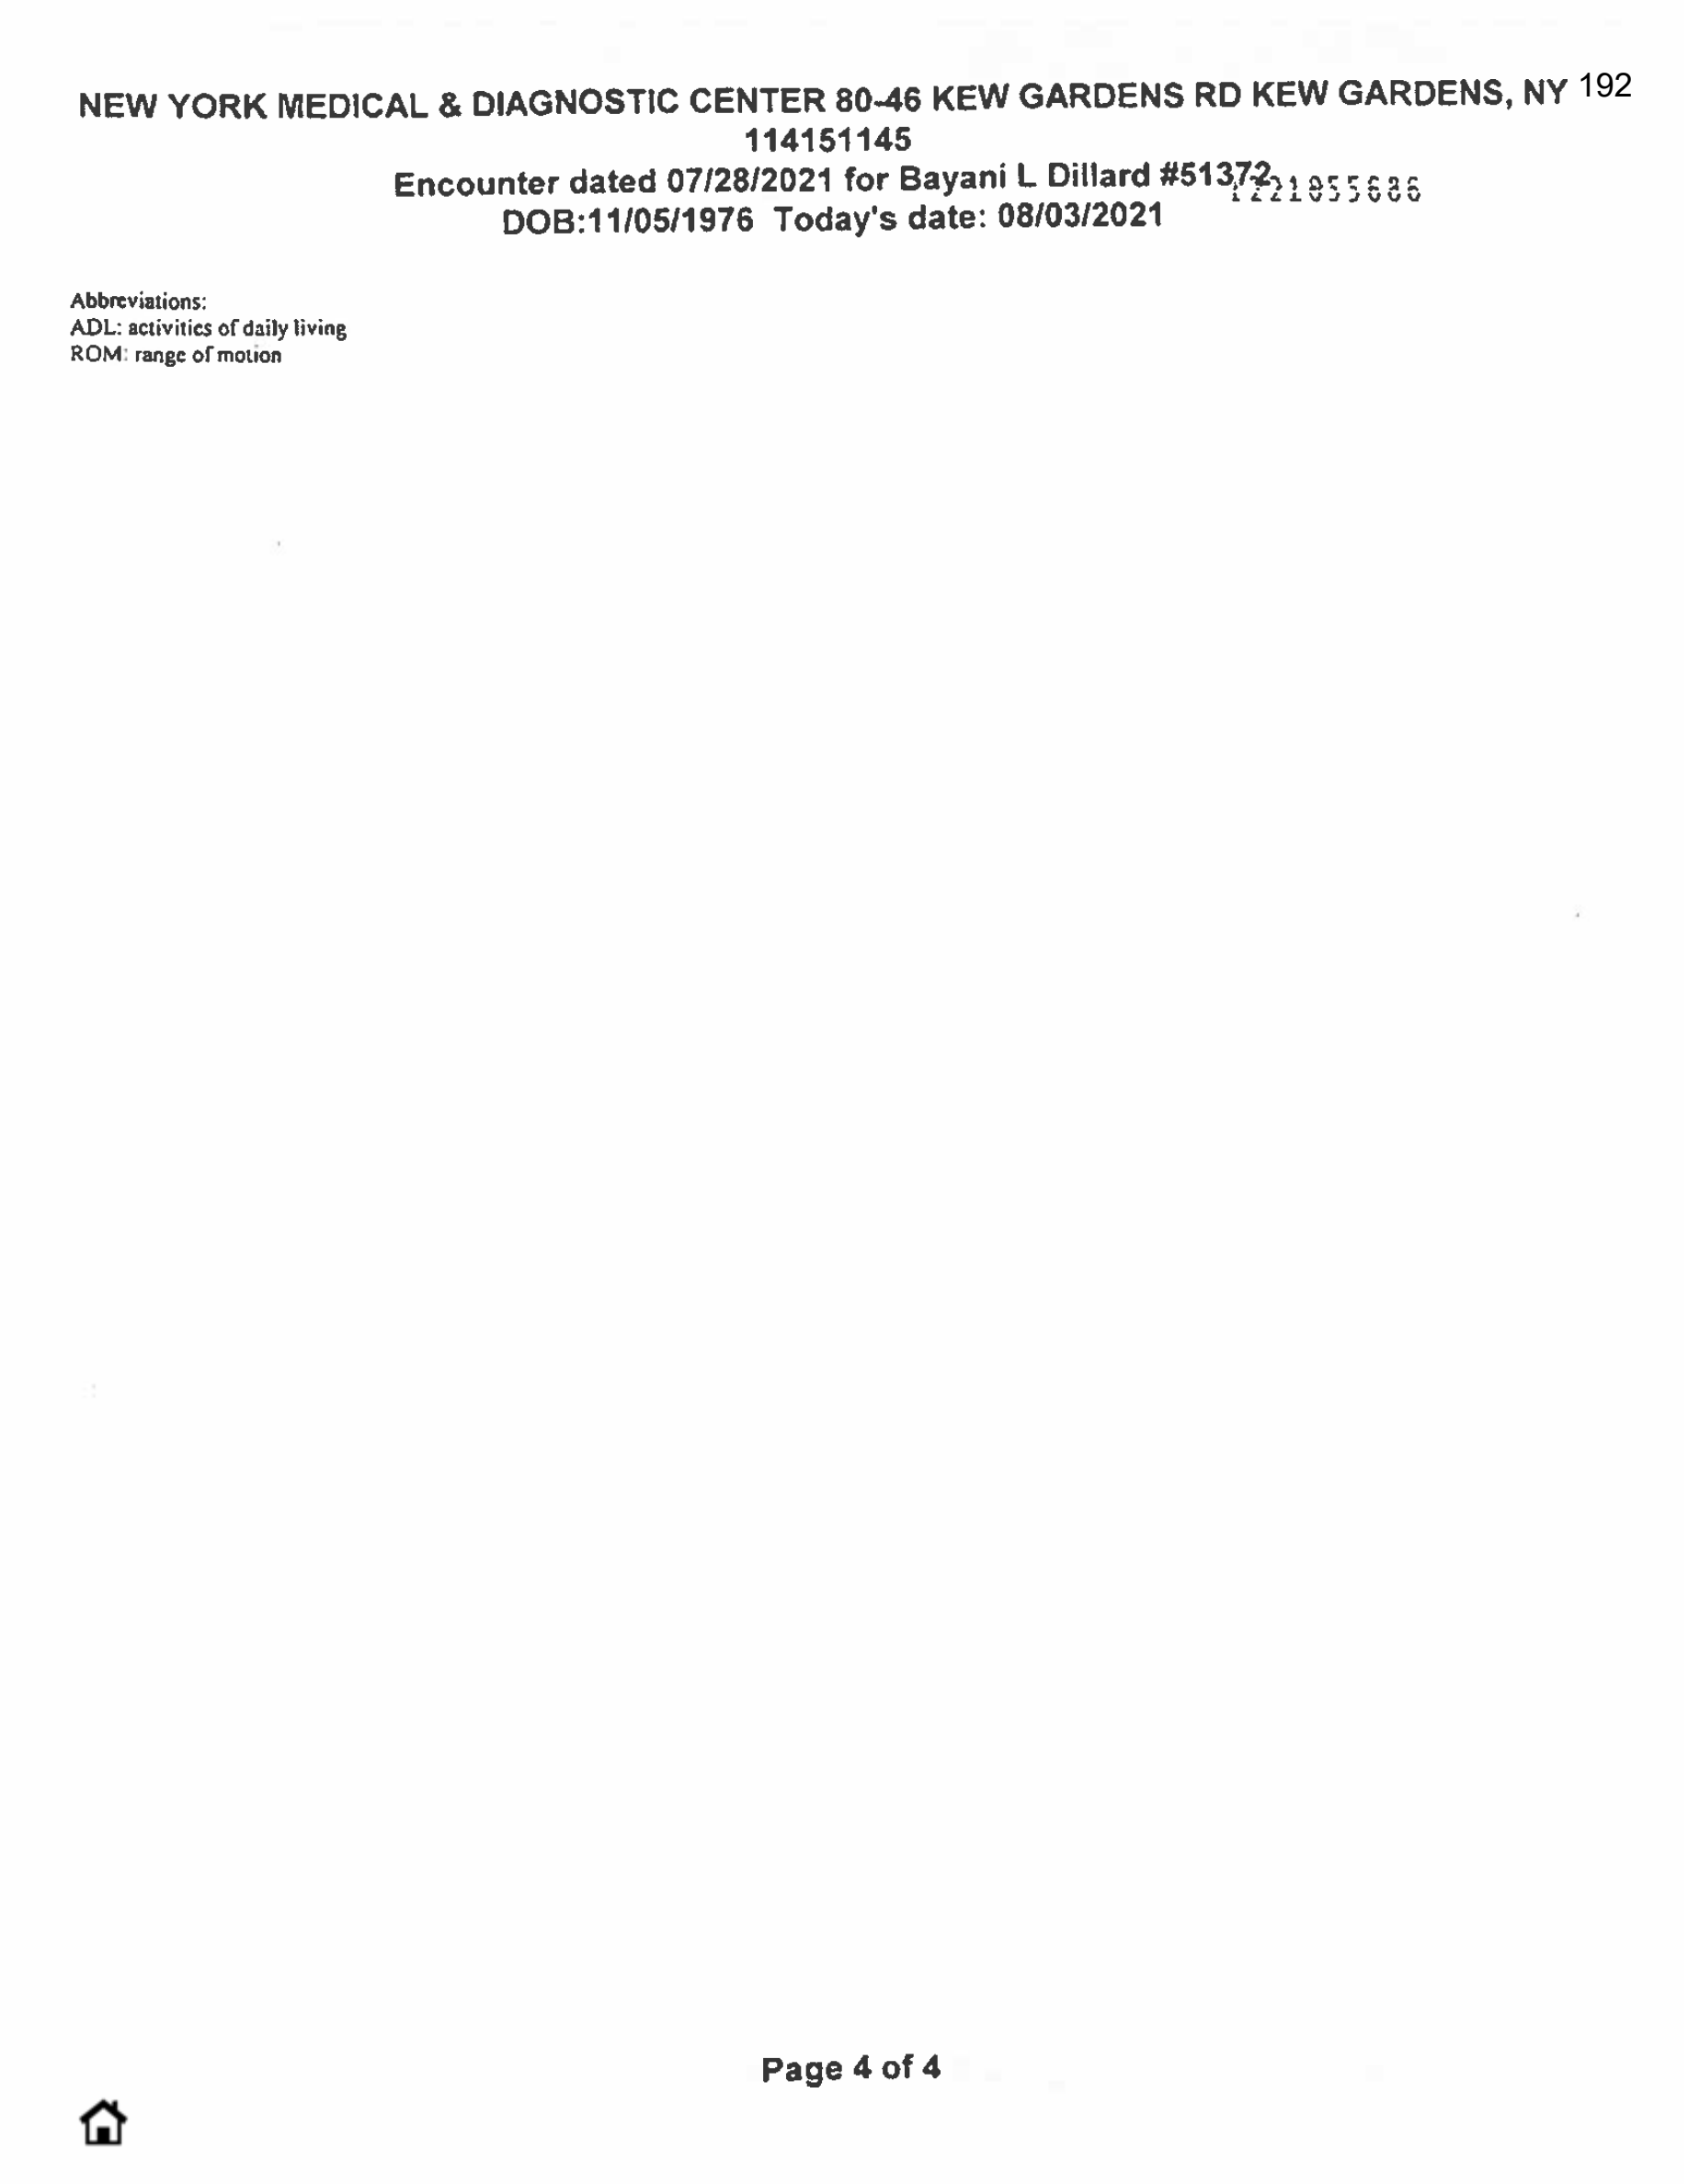 NEW YORK MEDICAL & DIAGNOSTIC CENTER 80-46 KEW GARDENS RD KEW GARDENS, NY 192
114151145
Encounter dated 07/28/2021 for Bayani L Dillard #51372
DOB:11/05/1976 Today's date: 08/03/2021
Abbreviations:
ADL: activities of daily living
ROM: range of motion
Page 4 of 4